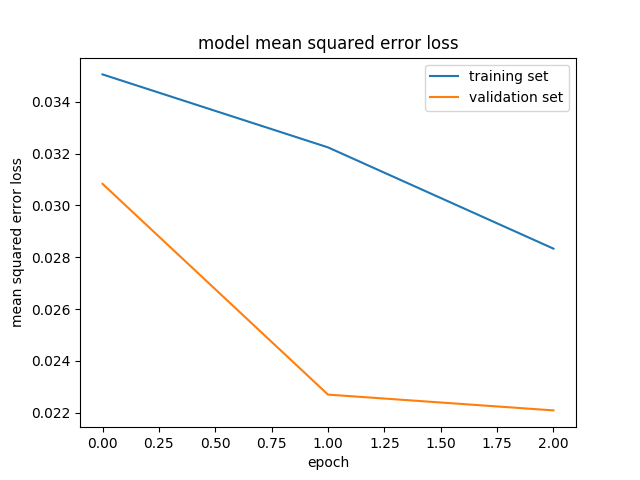 model mean squared error loss
training set
validation set
mean squared error loss
0.034
0.032
0.030
0.028
0.026
0.024
0.022
0.00 0.25 0.50 0.75 1.00 1.25 1.50 1.75 2.00
epoch